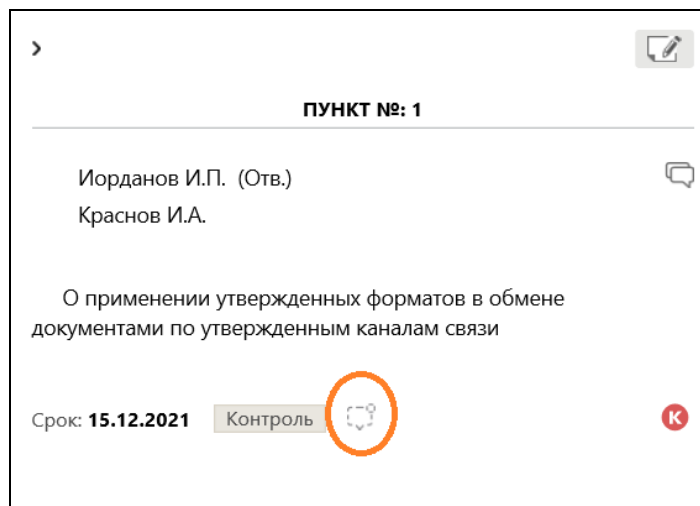 ПУНКТ №: 1
Иорданов И.П. (Отв.)
Краснов И.А.
О применении утвержденных форматов в обмене
документами по утвержденным каналам связи
Срок: 15.12.2021 Контроль К